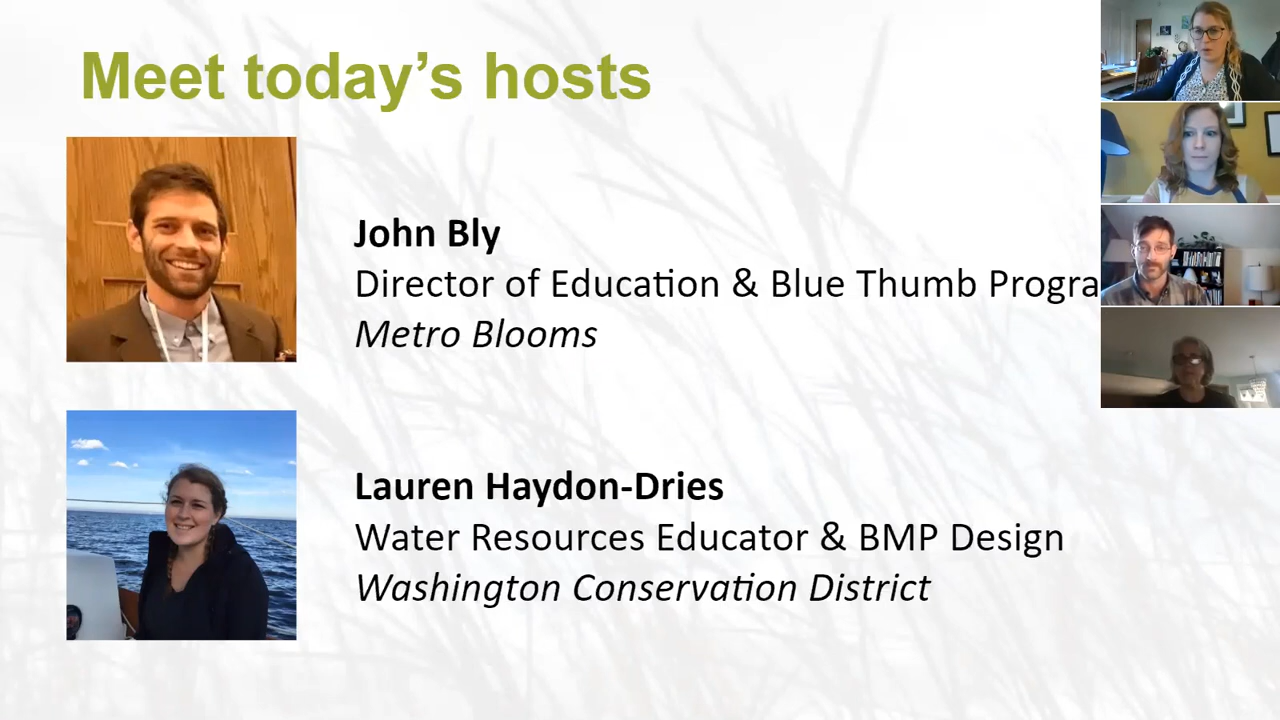 Meet today's hosts
John Bly
Director of Education & Blue Thumb Progra
Metro Blooms
Lauren Haydon-Dries
Water Resources Educator & BMP Design
Washington Conservation District